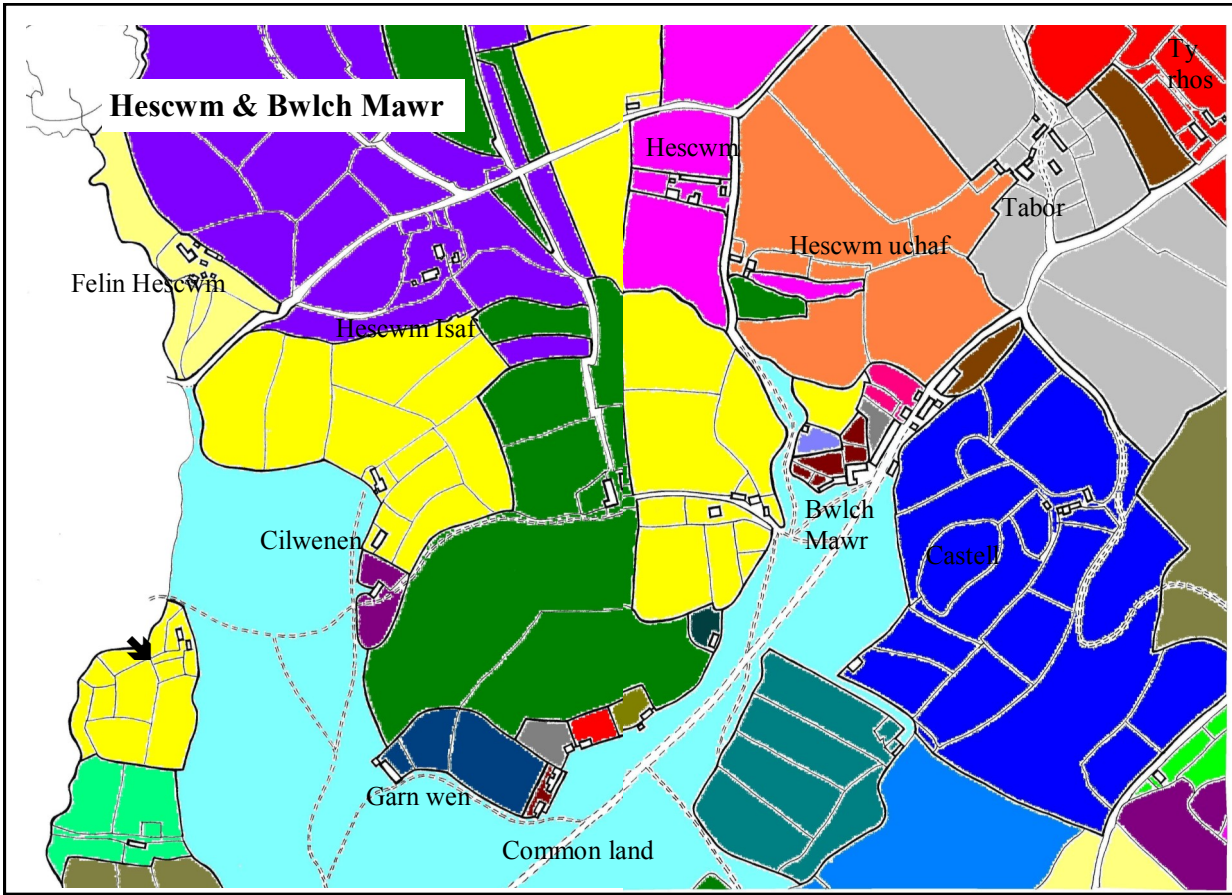 Hescwm & Bwlch Mawr
Ty
rhos
Hescwm
Tabor
Hescwm uchaf
Felin Hescwm
Hescwm Isaf
Bwlch
Mawr
Cilwenen
Castell
Garn wen
Common land